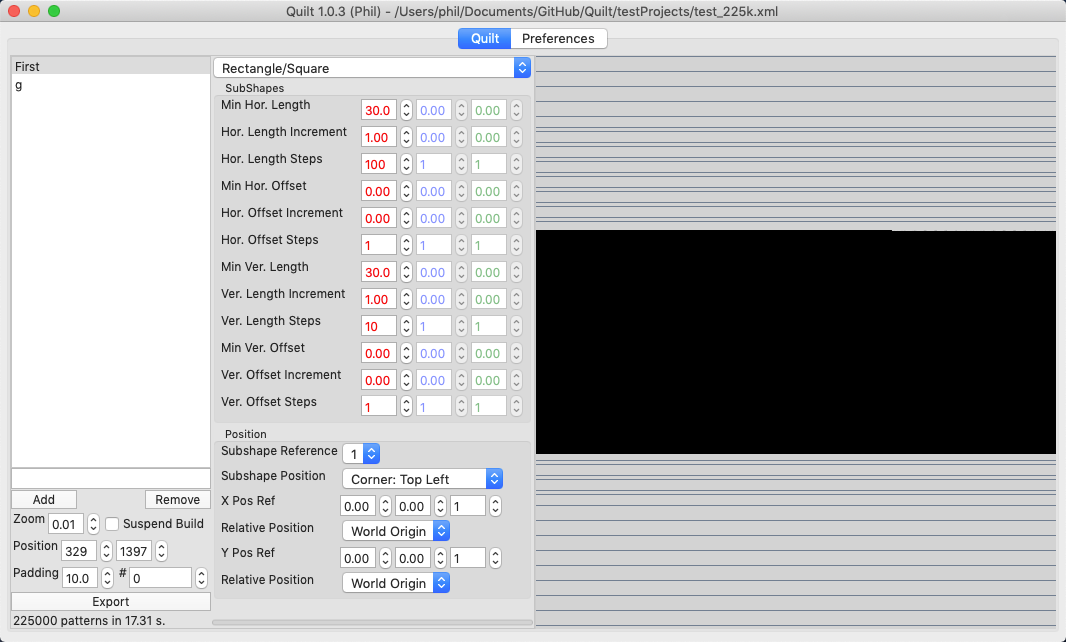 Quilt 1.0.3 (Phil) - /Users/phil/Documents/GitHub/Quilt/testProjects/test_225k.xml
Quilt Preferences
First
g
Rectangle/Square
SubShapes
Min Hor. Length 30.0 0.00 0.00
Hor. Length Increment 1.00 0.00 0.00
Hor. Length Steps 100 1 1
Min Hor. Offset 0.00 0.00 0.00
Hor. Offset Increment 0.00 0.00 0.00
Hor. Offset Steps 1 1 1
Min Ver. Length 30.0 0.00 0.00
Ver. Length Increment 1.00 0.00 0.00
Ver. Length Steps 10 1 1
Min Ver. Offset 0.00 0.00 0.00
Ver. Offset Increment 0.00 0.00 0.00
Ver. Offset Steps 1 1 1
Position
Subshape Reference 1
Subshape Position Corner: Top Left
X Pos Ref 0.00 0.00 1
Relative Position World Origin
Y Pos Ref 0.00 0.00 1
Relative Position World Origin
Add Remove
Zoom 0.01 Suspend Build
Position 329 1397
Padding 10.0 # 0
Export
225000 patterns in 17.31 s.